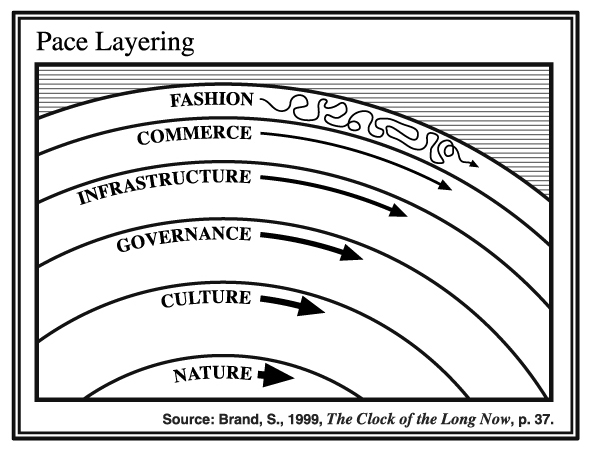 Pace Layering
FASHION
COMMERCE
INFRASTRUCTURE
GOVERNANCE
CULTURE
NATURE
Source: Brand, S., 1999, The Clock of the Long Now, p. 37.